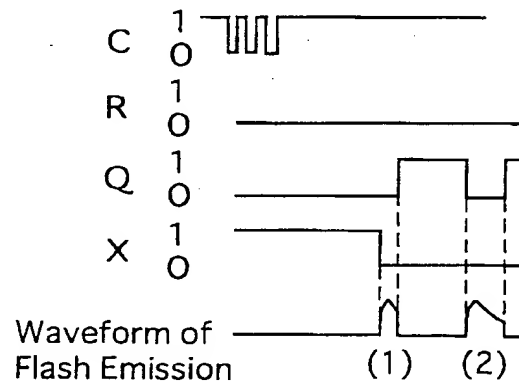 1
C 0
1
R 0
1
Q 0
1
X 0
Waveform of
Flash Emission (1) (2)